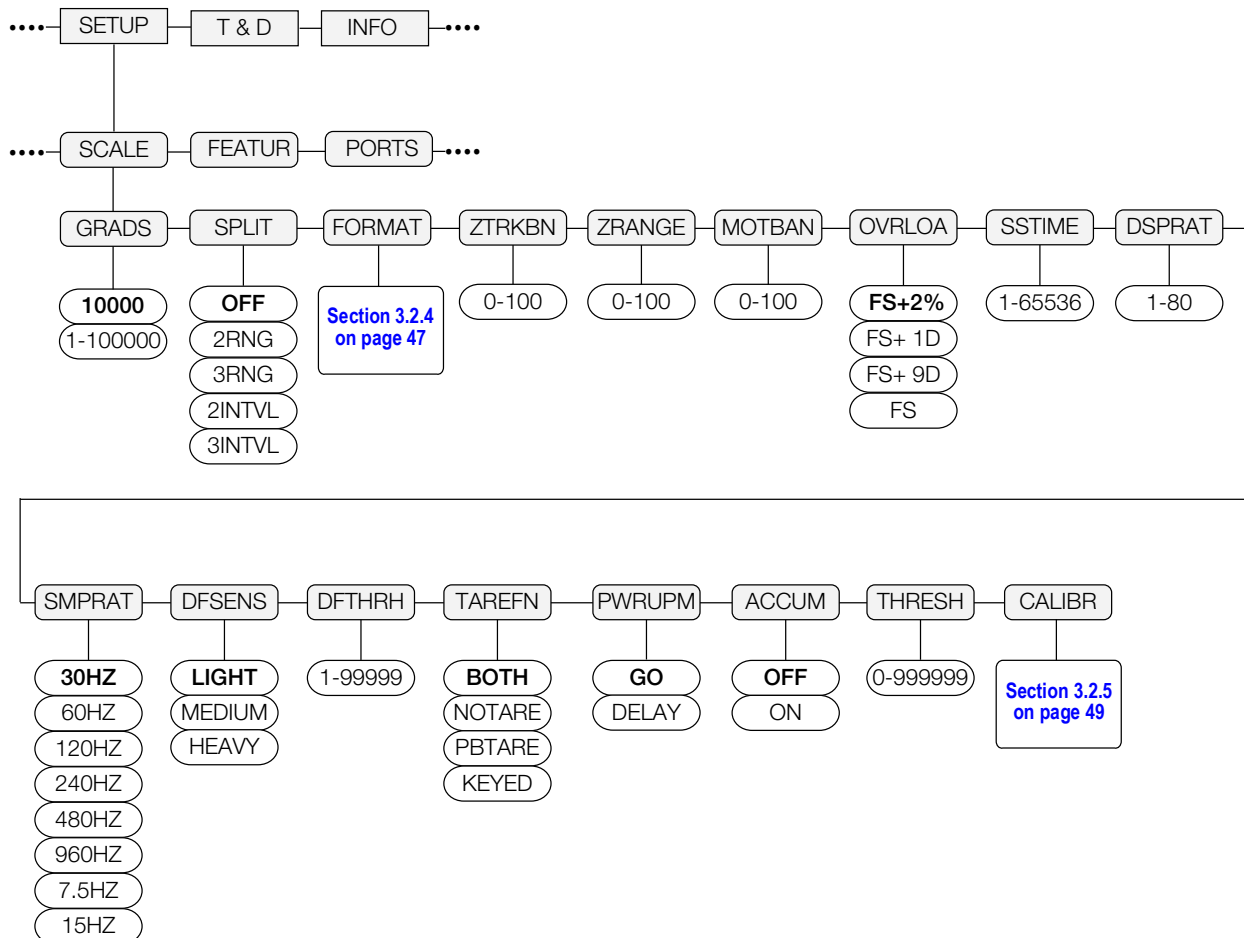 SETUP T & D INFO
SCALE FEATUR PORTS
GRADS SPLIT FORMAT ZTRKBN ZRANGE MOTBAN OVRLOA SSTIME DSPRAT
10000
1-100000
OFF
2RNG
3RNG
2INTVL
3INTVL
Section 3.2.4
on page 47
0-100
0-100
0-100
FS+2%
FS+ 1D
FS+ 9D
FS
1-65536
1-80
SMPRAT DFSENS DFTHRH TAREFN PWRUPM ACCUM THRESH CALIBR
30HZ
60HZ
120HZ
240HZ
480HZ
960HZ
7.5HZ
15HZ
LIGHT
MEDIUM
HEAVY
1-99999
BOTH
NOTARE
PBTARE
KEYED
GO
DELAY
OFF
ON
0-999999
Section 3.2.5
on page 49